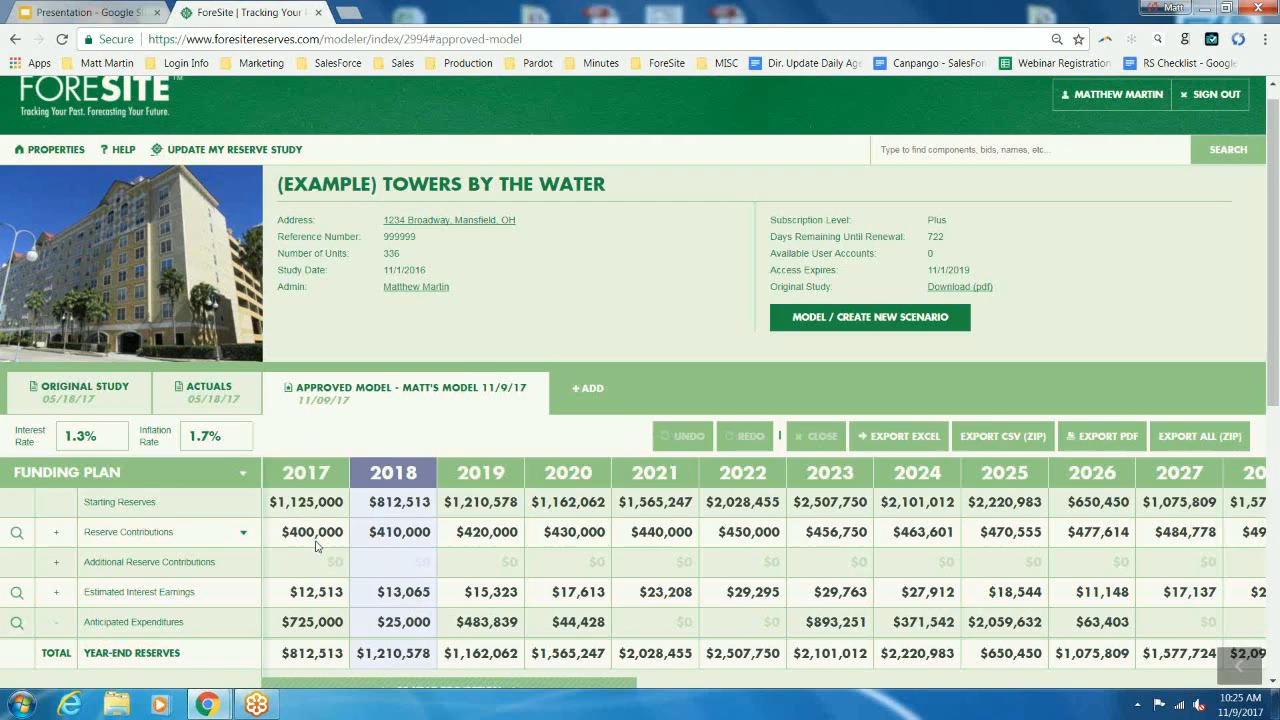 Presentation - Google Sl
ForeSite | Tracking Your
Matt
Secure
https://www.foresitereserves.com/modeler/index/2994#approved-model
Apps
Matt Martin
Login Info
Marketing
SalesForce
Sales
Production
Pardot
Minutes
ForeSite
MISC
Dir. Update Daily Age
Canpango - SalesFor
Webinar Registration
RS Checklist - Google
FORESITE™
Tracking Your Past. Forecasting Your Future.
MATTHEW MARTIN
SIGN OUT
PROPERTIES
HELP
UPDATE MY RESERVE STUDY
Type to find components, bids, names, etc...
SEARCH
(EXAMPLE) TOWERS BY THE WATER
Address: 1234 Broadway, Mansfield, OH
Reference Number: 999999
Number of Units: 336
Study Date: 11/1/2016
Admin: Matthew Martin
Subscription Level: Plus
Days Remaining Until Renewal: 722
Available User Accounts: 0
Access Expires: 11/1/2019
Original Study: Download (pdf)
MODEL / CREATE NEW SCENARIO
ORIGINAL STUDY
05/18/17
ACTUALS
05/18/17
APPROVED MODEL - MATT'S MODEL 11/9/17
11/09/17
+ ADD
Interest Rate
1.3%
Inflation Rate
1.7%
UNDO
REDO
CLOSE
EXPORT EXCEL
EXPORT CSV (ZIP)
EXPORT PDF
EXPORT ALL (ZIP)
FUNDING PLAN 2017 2018 2019 2020 2021 2022 2023 2024 2025 2026 2027 20
Starting Reserves $1,125,000 $812,513 $1,210,578 $1,162,062 $1,565,247 $2,028,455 $2,507,750 $2,101,012 $2,220,983 $650,450 $1,075,809 $1,57
+ Reserve Contributions $400,000 $410,000 $420,000 $430,000 $440,000 $450,000 $456,750 $463,601 $470,555 $477,614 $484,778 $49
+ Additional Reserve Contributions $0 $0 $0 $0 $0 $0 $0 $0 $0 $0 $0
+ Estimated Interest Earnings $12,513 $13,065 $15,323 $17,613 $23,208 $29,295 $29,763 $27,912 $18,544 $11,148 $17,137 $2
- Anticipated Expenditures $725,000 $25,000 $483,839 $44,428 $0 $0 $893,251 $371,542 $2,059,632 $63,403 $0
TOTAL YEAR-END RESERVES $812,513 $1,210,578 $1,162,062 $1,565,247 $2,028,455 $2,507,750 $2,101,012 $2,220,983 $650,450 $1,075,809 $1,577,724 $2,09
10:25 AM
11/9/2017